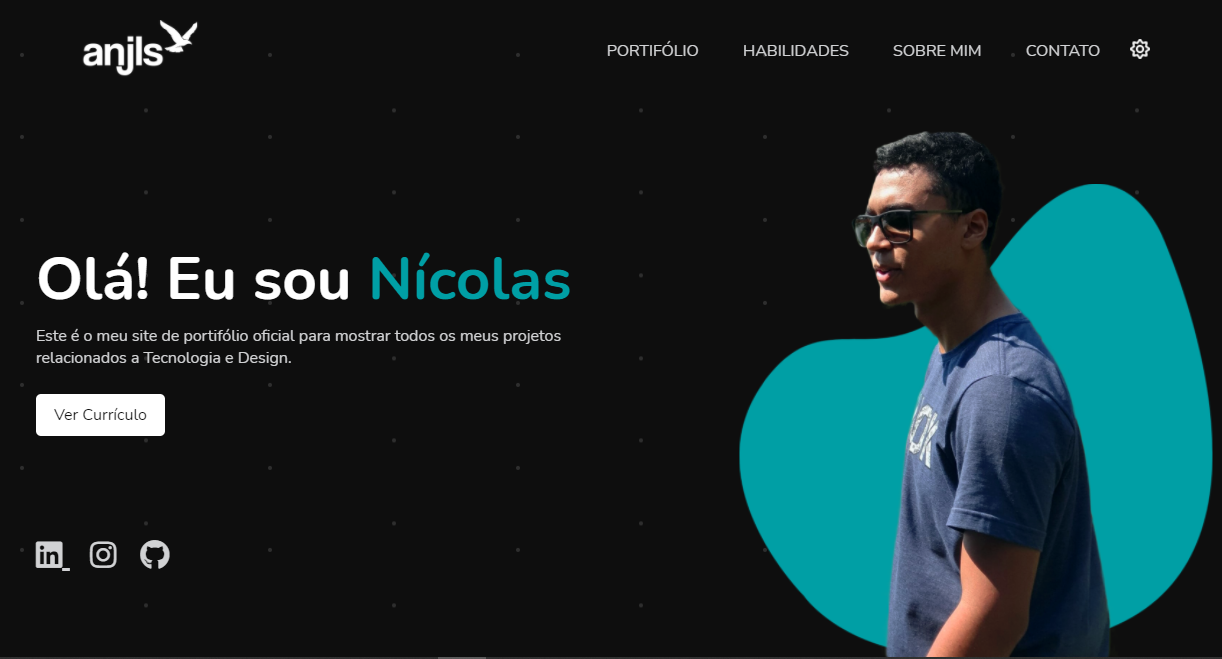 anjls
PORTIFÓLIO HABILIDADES SOBRE MIM CONTATO
Olá! Eu sou Nícolas
Este é o meu site de portifólio oficial para mostrar todos os meus projetos
relacionados a Tecnologia e Design.
Ver Currículo
in